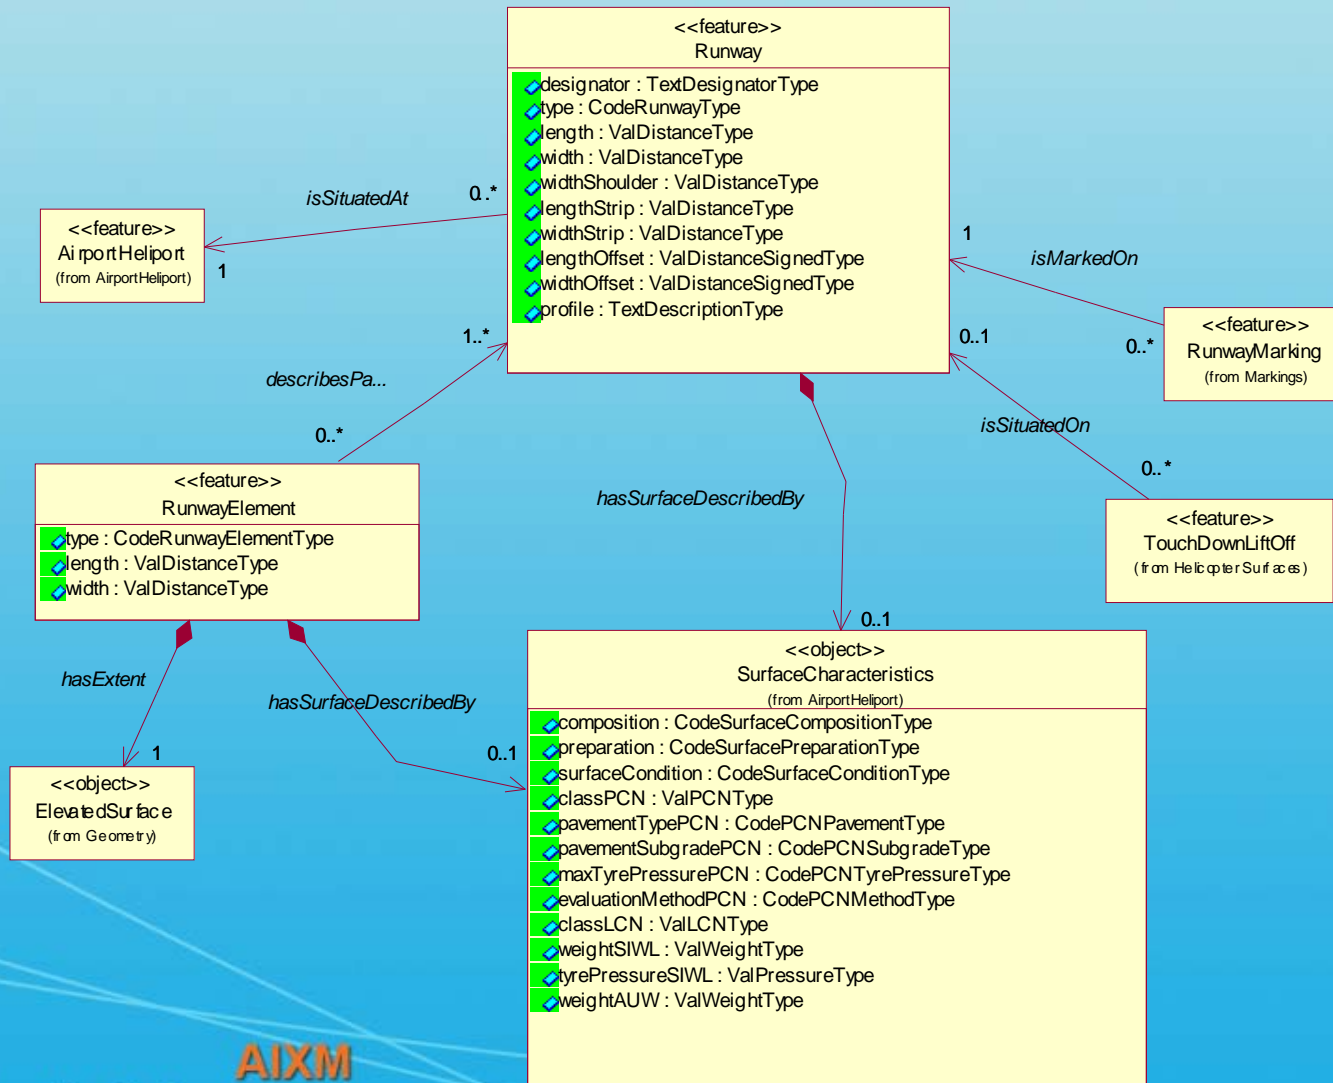 <<feature>>
Runway
designator : TextDesignatorType
type : CodeRunwayType
length : ValDistanceType
width : ValDistanceType
widthShoulder : ValDistanceType
lengthStrip : ValDistanceType
widthStrip : ValDistanceType
lengthOffset : ValDistanceSignedType
widthOffset : ValDistanceSignedType
profile : TextDescriptionType
isSituatedAt
0..*
1
<<feature>>
AirportHeliport
(from AirportHeliport)
1
isMarkedOn
0..*
<<feature>>
RunwayMarking
(from Markings)
1..*
describesPa...
0..*
0..1
isSituatedOn
0..*
<<feature>>
TouchDownLiftOff
(from Helicopter Surfaces)
<<feature>>
RunwayElement
type : CodeRunwayElementType
length : ValDistanceType
width : ValDistanceType
hasSurfaceDescribedBy
0..1
hasExtent
1
hasSurfaceDescribedBy
0..1
<<object>>
ElevatedSurface
(from Geometry)
<<object>>
SurfaceCharacteristics
(from AirportHeliport)
composition : CodeSurfaceCompositionType
preparation : CodeSurfacePreparationType
surfaceCondition : CodeSurfaceConditionType
classPCN : ValPCNType
pavementTypePCN : CodePCNPavementType
pavementSubgradePCN : CodePCNSubgradeType
maxTyrePressurePCN : CodePCNTyrePressureType
evaluationMethodPCN : CodePCNMethodType
classLCN : ValLCNType
weightSIWL : ValWeightType
tyrePressureSIWL : ValPressureType
weightAUW : ValWeightType
AIXM